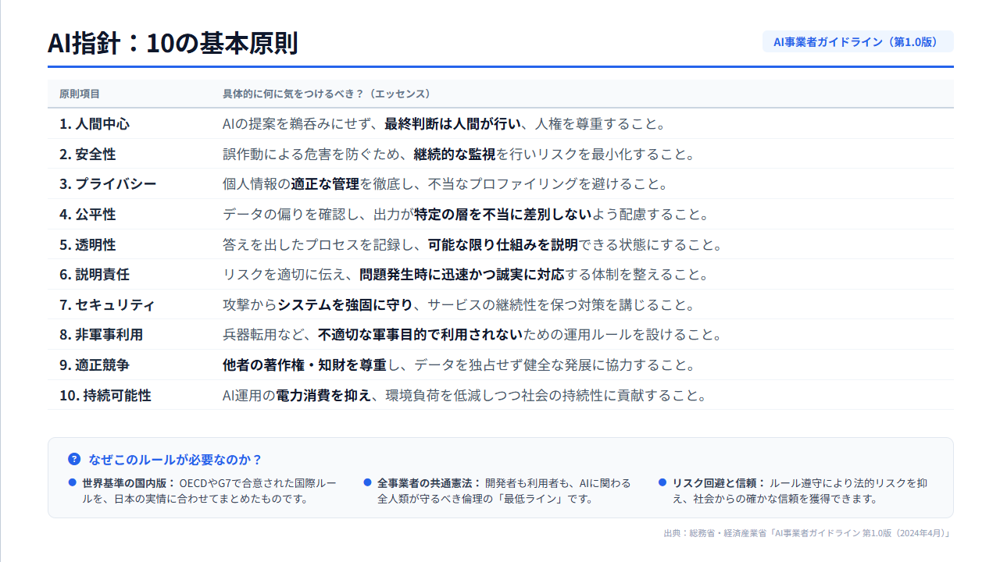 AI指針：10の基本原則
AI事業者ガイドライン（第1.0版）
原則項目 具体的に何に気をつけるべき？（エッセンス）
1. 人間中心 AIの提案を鵜呑みにせず、最終判断は人間が行い、人権を尊重すること。
2. 安全性 誤作動による危害を防ぐため、継続的な監視を行いリスクを最小化すること。
3. プライバシー 個人情報の適正な管理を徹底し、不当なプロファイリングを避けること。
4. 公平性 データの偏りを確認し、出力が特定の層を不当に差別しないよう配慮すること。
5. 透明性 答えを出したプロセスを記録し、可能な限り仕組みを説明できる状態にすること。
6. 説明責任 リスクを適切に伝え、問題発生時に迅速かつ誠実に対応する体制を整えること。
7. セキュリティ 攻撃からシステムを強固に守り、サービスの継続性を保つ対策を講じること。
8. 非軍事利用 兵器転用など、不適切な軍事目的で利用されないための運用ルールを設けること。
9. 適正競争 他者の著作権・知財を尊重し、データを独占せず健全な発展に協力すること。
10. 持続可能性 AI運用の電力消費を抑え、環境負荷を低減しつつ社会の持続性に貢献すること。
? なぜこのルールが必要なのか？
世界基準の国内版： OECDやG7で合意された国際ルー
ルを、日本の実情に合わせてまとめたものです。
全事業者の共通憲法： 開発者も利用者も、AIに関わる
全人類が守るべき倫理の「最低ライン」です。
リスク回避と信頼： ルール遵守により法的リスクを抑
え、社会からの確かな信頼を獲得できます。
出典：総務省・経済産業省「AI事業者ガイドライン 第1.0版（2024年4月）」